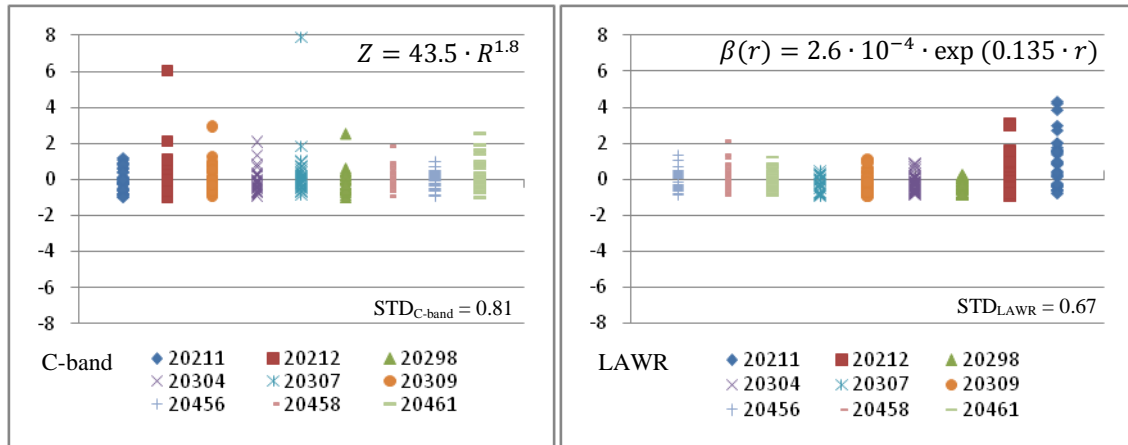 8
6
4
2
0
-2
-4
-6
-8
Z = 43.5 · R^1.8
STD_C-band = 0.81
C-band
20211 20212 20298
20304 20307 20309
20456 20458 20461
8
6
4
2
0
-2
-4
-6
-8
β(r) = 2.6 · 10^−4 · exp (0.135 · r)
STD_LAWR = 0.67
LAWR
20211 20212 20298
20304 20307 20309
20456 20458 20461